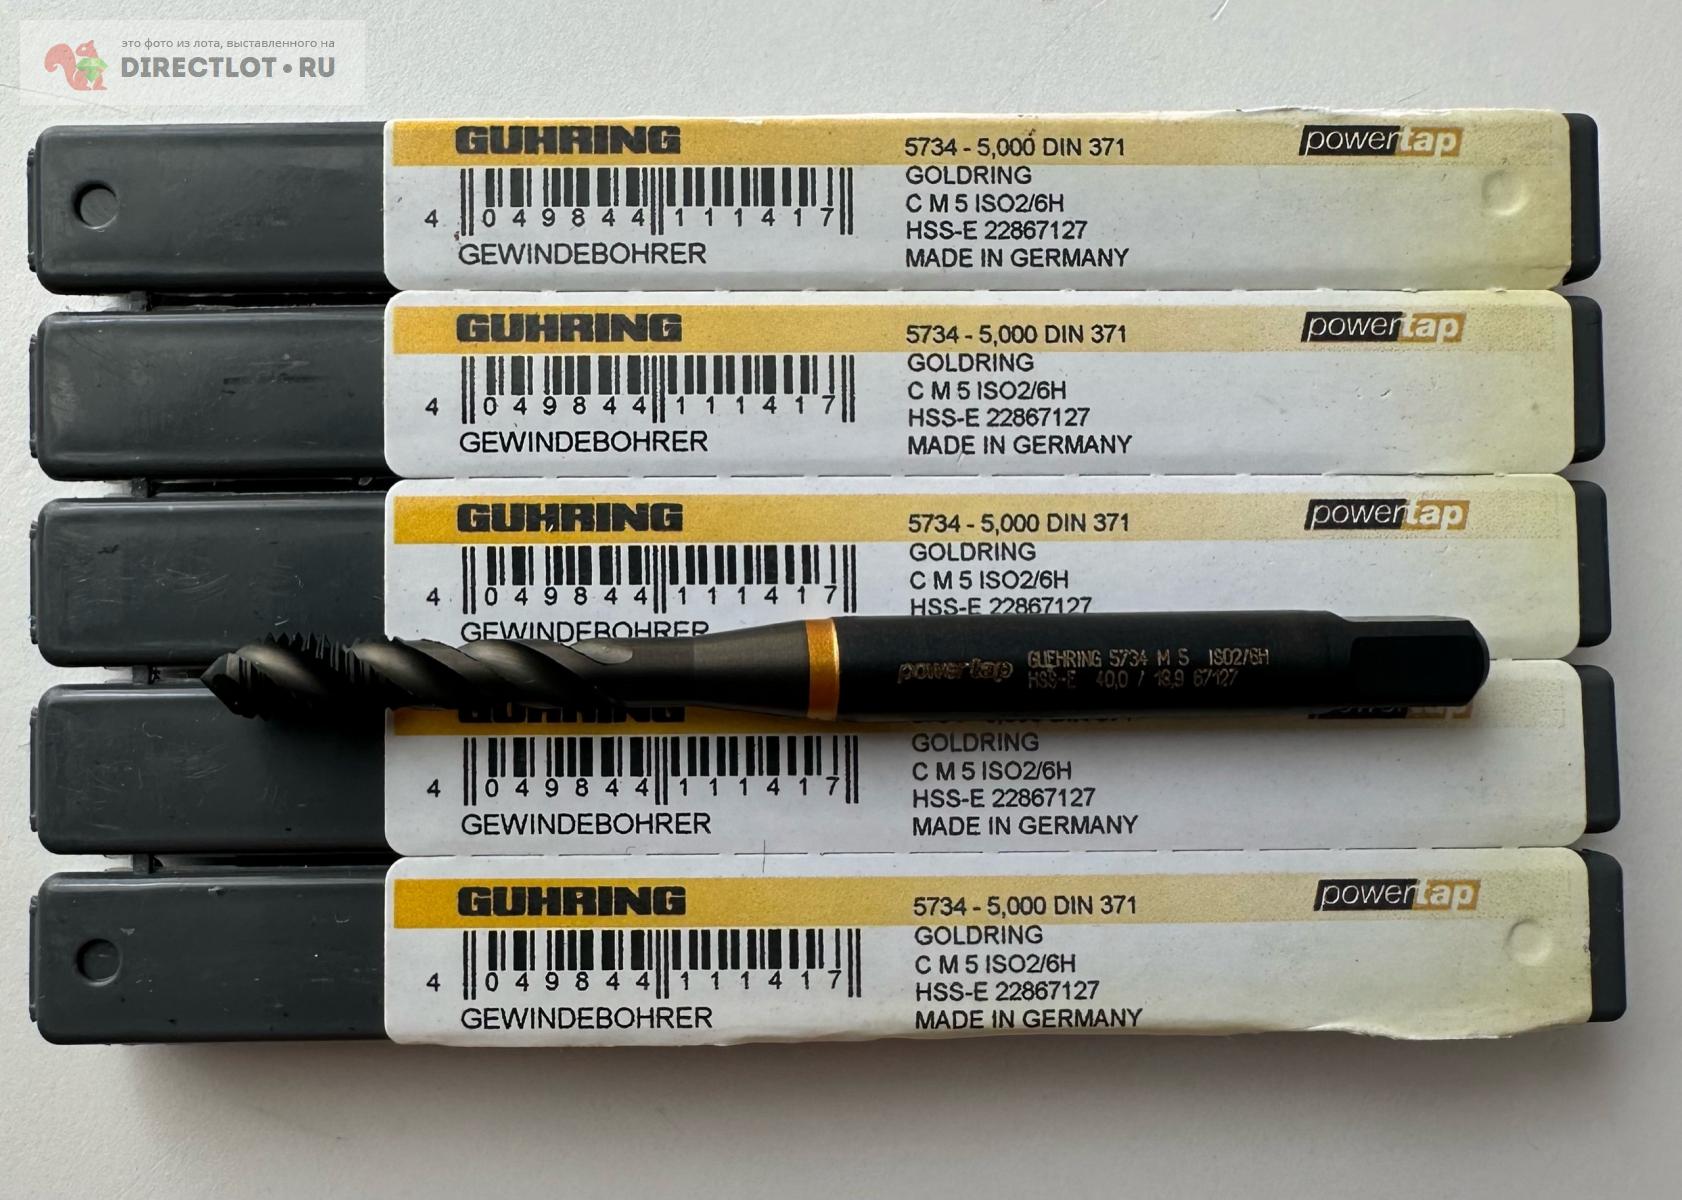 это фото из лота, выставленного на
DIRECTLOT•RU
GUHRING
5734 - 5,000 DIN 371
powertap
GOLDRING
C M 5 ISO2/6H
HSS-E 22867127
MADE IN GERMANY
4 049844 111417
GEWINDEBOHRER
GUHRING
5734 - 5,000 DIN 371
powertap
GOLDRING
C M 5 ISO2/6H
HSS-E 22867127
MADE IN GERMANY
4 049844 111417
GEWINDEBOHRER
GUHRING
5734 - 5,000 DIN 371
powertap
GOLDRING
C M 5 ISO2/6H
HSS-E 22867127
4 049844 111417
GEWINDEBOHRER
powertap
GUEHRING 5734 M 5 ISO2/6H
HSS-E 40,0 / 13,9 67127
GOLDRING
C M 5 ISO2/6H
HSS-E 22867127
MADE IN GERMANY
4 049844 111417
GEWINDEBOHRER
GUHRING
5734 - 5,000 DIN 371
powertap
GOLDRING
C M 5 ISO2/6H
HSS-E 22867127
MADE IN GERMANY
4 049844 111417
GEWINDEBOHRER